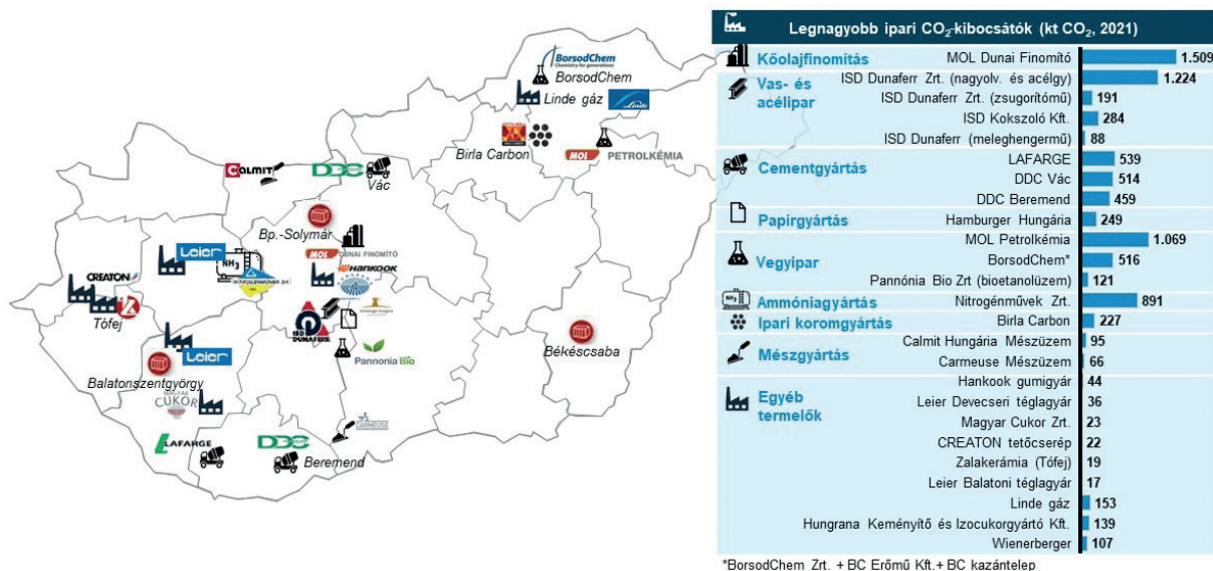 BorsodChem
Chemistry for generations
BorsodChem
Linde gáz
Linde
Birla Carbon
MOL PETROLKÉMIA
CALMIT
DDC
Vác
Bp.-Solymár
MOL DUNAI FINOMÍTÓ
HANKOOK
Leier
NH₃
NITROGÉNMŰVEK ZRT.
CREATON
Tófej
ISD DUNAFERR
Pannonia Bio
Békéscsaba
Leier
Balatonszentgyörgy
MAGYAR CUKOR
CARMEUSE
LAFARGE
DDC
Beremend
Legnagyobb ipari CO₂-kibocsátók (kt CO₂, 2021)
Kőolajfinomítás MOL Dunai Finomító 1.509
Vas- és acélipar
ISD Dunaferr Zrt. (nagyolv. és acélgy) 1.224
ISD Dunaferr Zrt. (zsugorítómű) 191
ISD Kokszoló Kft. 284
ISD Dunaferr (meleghengermű) 88
Cementgyártás
LAFARGE 539
DDC Vác 514
DDC Beremend 459
Papírgyártás Hamburger Hungária 249
Vegyipar
MOL Petrolkémia 1.069
BorsodChem* 516
Pannónia Bio Zrt (bioetanolüzem) 121
NH₃ Ammóniagyártás Nitrogénművek Zrt. 891
Ipari koromgyártás Birla Carbon 227
Mészgyártás
Calmit Hungária Mészüzem 95
Carmeuse Mészüzem 66
Egyéb termelők
Hankook gumigyár 44
Leier Devecseri téglagyár 36
Magyar Cukor Zrt. 23
CREATON tetőcserép 22
Zalakerámia (Tófej) 19
Leier Balatoni téglagyár 17
Linde gáz 153
Hungrana Keményítő és Izocukorgyártó Kft. 139
Wienerberger 107
*BorsodChem Zrt. + BC Erőmű Kft.+ BC kazántelep